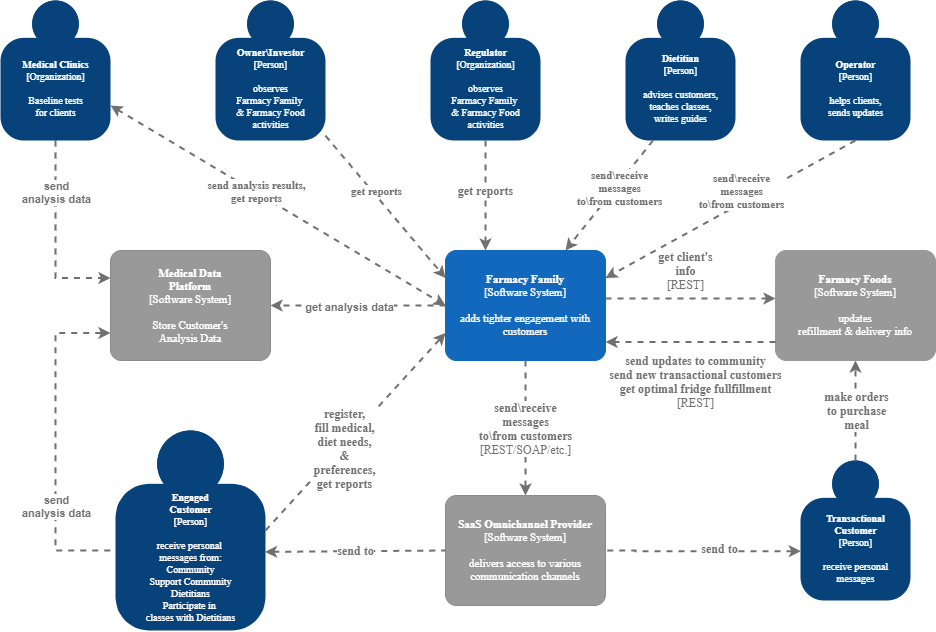 Medical Clinics
[Organization]
Baseline tests
for clients
Owner\Investor
[Person]
observes
Farmacy Family
& Farmacy Food
activities
Regulator
[Organization]
observes
Farmacy Family
& Farmacy Food
activities
Dietitian
[Person]
advises customers,
teaches classes,
writes guides
Operator
[Person]
helps clients,
sends updates
send
analysis data
send analysis results,
get reports
get reports
get reports
send\receive
messages
to\from customers
send\receive
messages
to\from customers
Medical Data
Platform
[Software System]
Store Customer's
Analysis Data
get analysis data
Farmacy Family
[Software System]
adds tighter engagement with
customers
get client's
info
[REST]
Farmacy Foods
[Software System]
updates
refillment & delivery info
send updates to community
send new transactional customers
get optimal fridge fullfillment
[REST]
register,
fill medical,
diet needs,
&
preferences,
get reports
send\receive
messages
to\from customers
[REST/SOAP/etc.]
make orders
to purchase
meal
send
analysis data
Engaged
Customer
[Person]
receive personal
messages from:
Community
Support Community
Dietitians
Participate in
classes with Dietitians
send to
SaaS Omnichannel Provider
[Software System]
delivers access to various
communication channels
send to
Transactional
Customer
[Person]
receive personal
messages